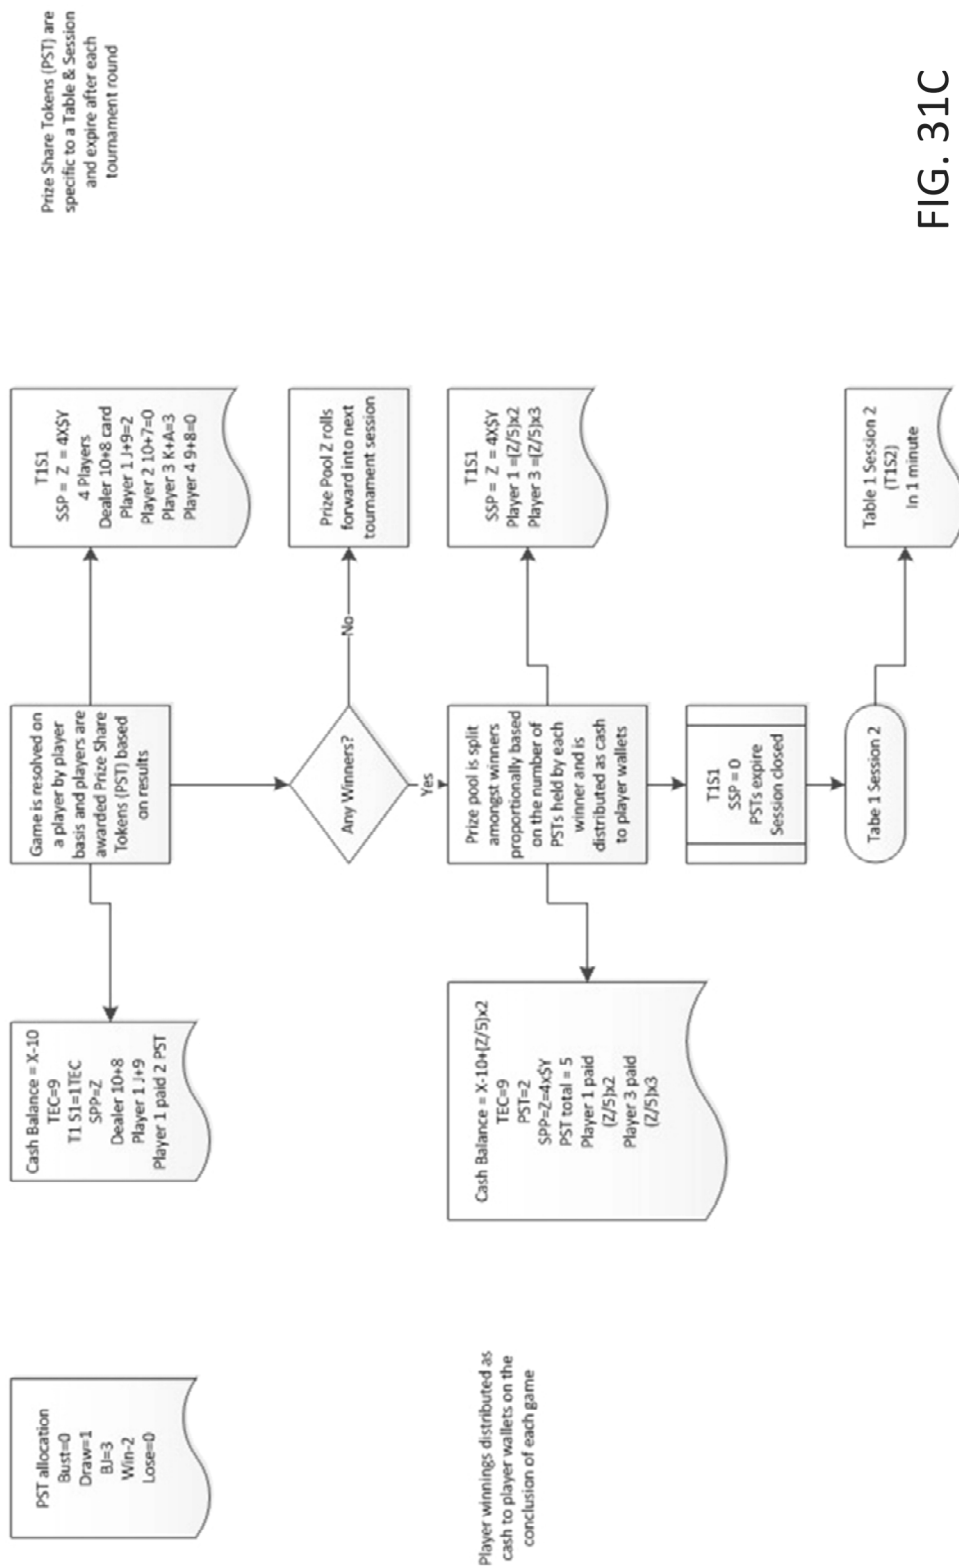 PST allocation
Bust=0
Draw=1
BJ=3
Win-2
Lose=0
Cash Balance = X-10
TEC=9
T1 S1=1TEC
SPP=Z
Dealer 10+8
Player 1 J+9
Player 1 paid 2 PST
Game is resolved on
a player by player
basis and players are
awarded Prize Share
Tokens (PST) based
on results
T1S1
SSP = Z = 4X$Y
4 Players
Dealer 10+8 card
Player 1 J+9=2
Player 2 10+7=0
Player 3 K+A=3
Player 4 9+8=0
Prize Share Tokens (PST) are
specific to a Table & Session
and expire after each
tournament round
Any Winners?
No
Prize Pool Z rolls
forward into next
tournament session
Yes
Player winnings distributed as
cash to player wallets on the
conclusion of each game
Cash Balance = X-10+(Z/5)x2
TEC=9
PST=2
SPP=Z=4x$Y
PST total = 5
Player 1 paid
(Z/5)x2
Player 3 paid
(Z/5)x3
Prize pool is split
amongst winners
proportionally based
on the number of
PSTs held by each
winner and is
distributed as cash
to player wallets
T1S1
SSP = Z = 4X$Y
Player 1 =(Z/5)x2
Player 3 =(Z/5)x3
T1S1
SSP = 0
PSTs expire
Session closed
Tabe 1 Session 2
Table 1 Session 2
(T1S2)
In 1 minute
FIG. 31C